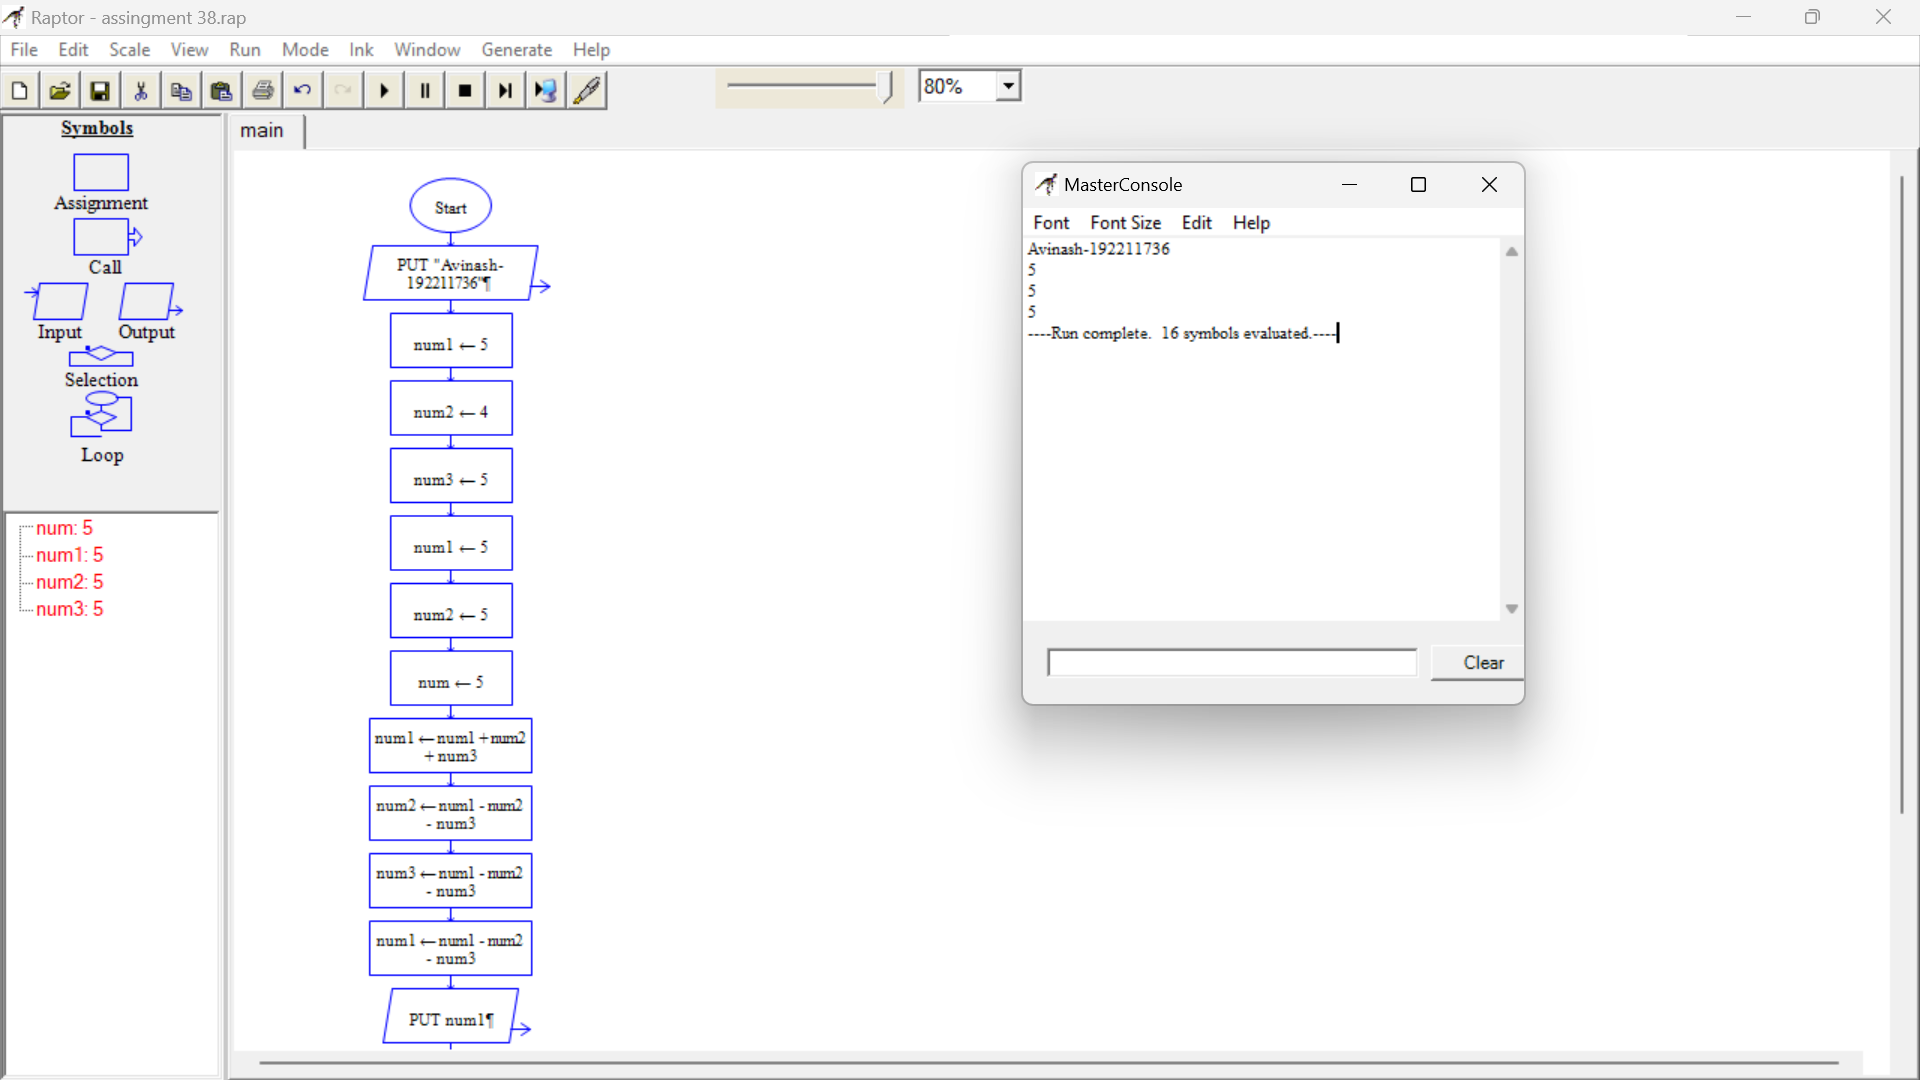 Raptor - assingment 38.rap
File Edit Scale View Run Mode Ink Window Generate Help
80%
Symbols
Assignment
Call
Input Output
Selection
Loop
num: 5
num1: 5
num2: 5
num3: 5
main
Start
PUT "Avinash-
192211736"¶
num1 ← 5
num2 ← 4
num3 ← 5
num1 ← 5
num2 ← 5
num ← 5
num1 ← num1 + num2
+ num3
num2 ← num1 - num2
- num3
num3 ← num1 - num2
- num3
num1 ← num1 - num2
- num3
PUT num1¶
MasterConsole
Font Font Size Edit Help
Avinash-192211736
5
5
5
----Run complete.  16 symbols evaluated.----
Clear